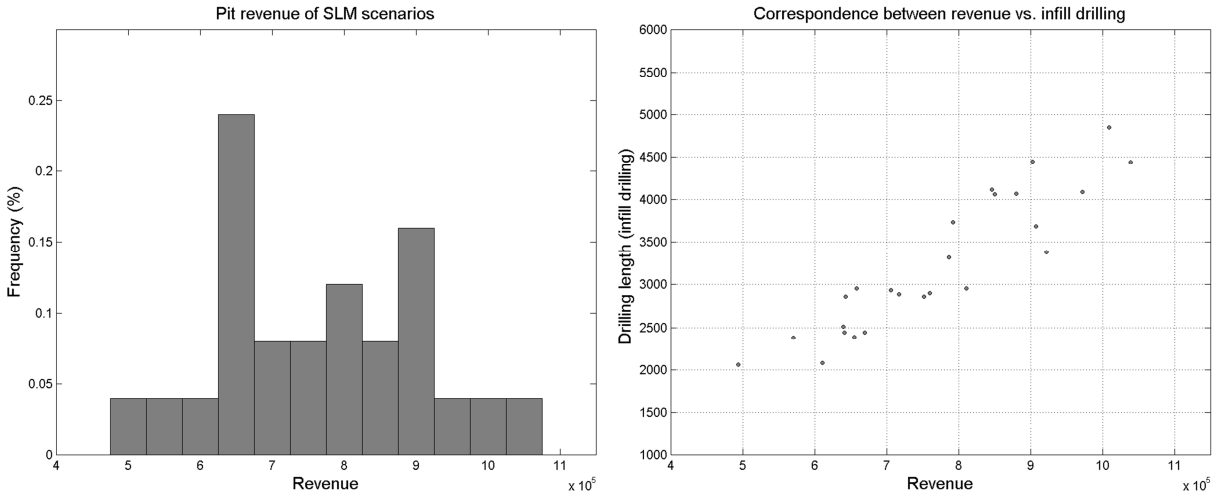 Pit revenue of SLM scenarios
Frequency (%)
0.25
0.2
0.15
0.1
0.05
0
4 5 6 7 8 9 10 11
x 10^5
Revenue
Correspondence between revenue vs. infill drilling
Drilling length (infill drilling)
6000
5500
5000
4500
4000
3500
3000
2500
2000
1500
1000
4 5 6 7 8 9 10 11
x 10^5
Revenue